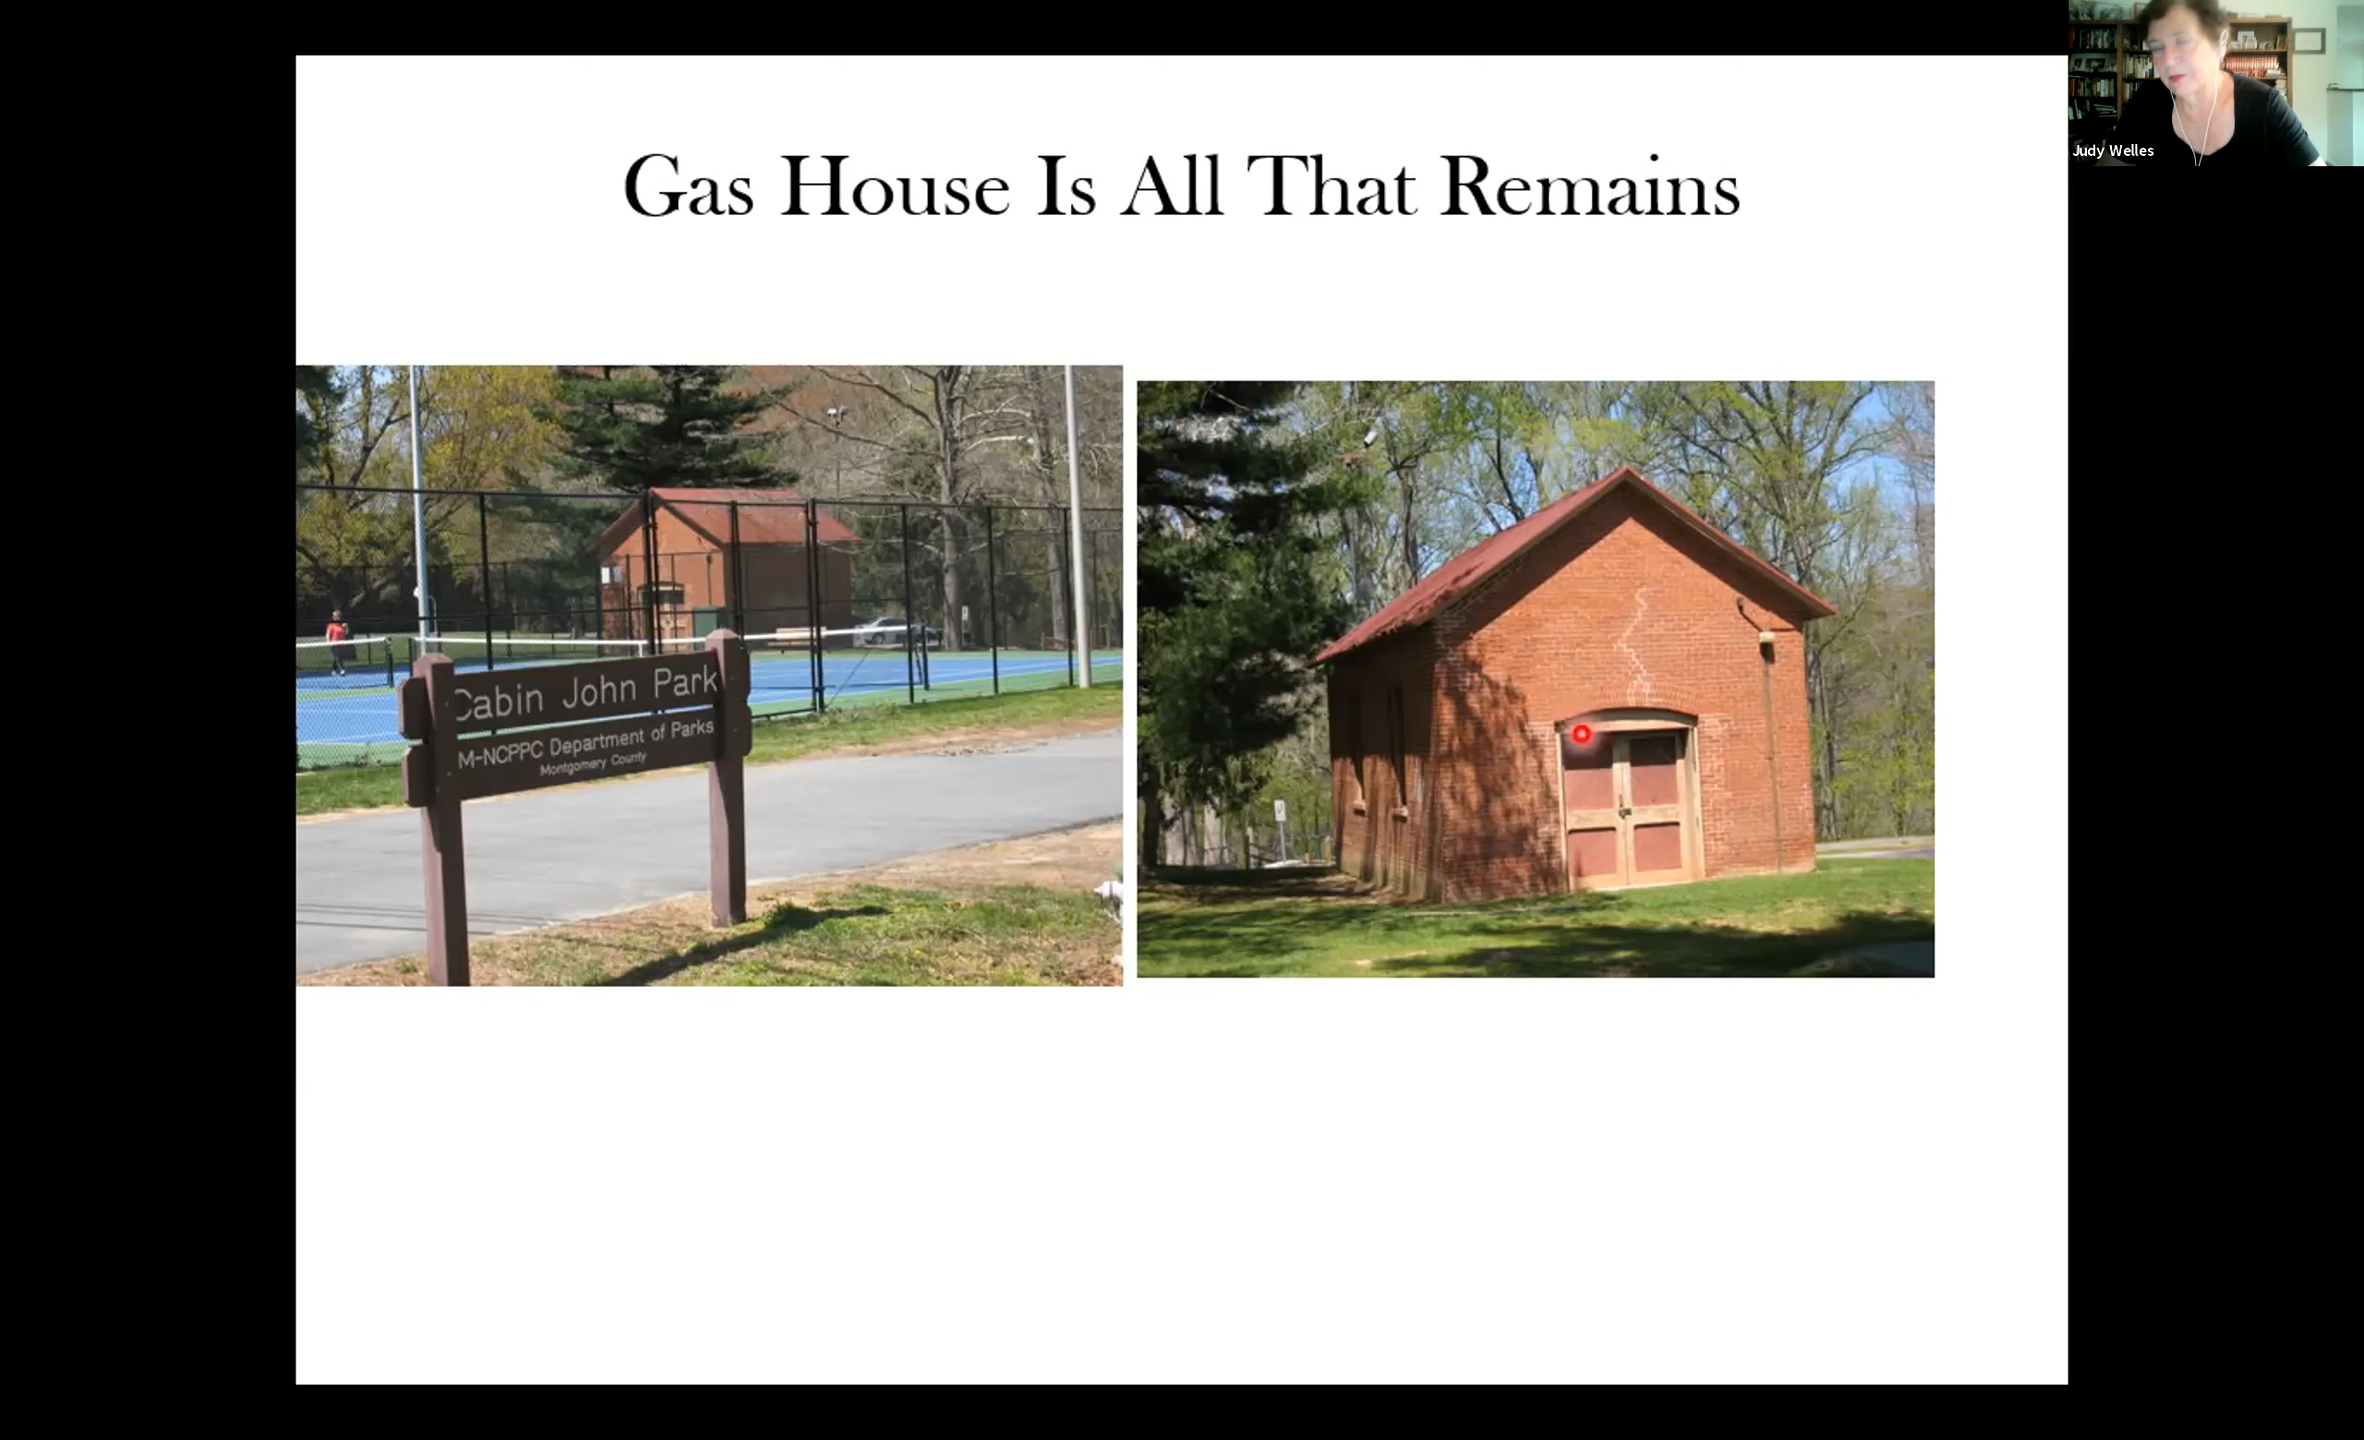 Gas House Is All That Remains
Judy Welles
Cabin John Park
M-NCPPC Department of Parks
Montgomery County